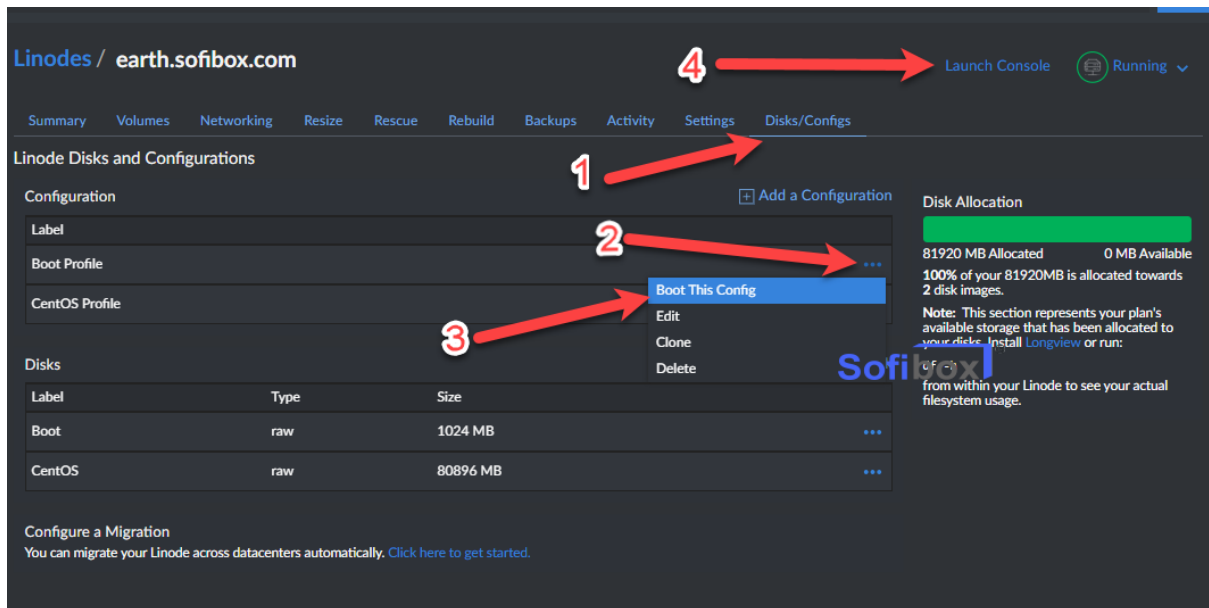 Linodes / earth.sofibox.com
4
Launch Console
Running
Summary Volumes Networking Resize Rescue Rebuild Backups Activity Settings Disks/Configs
Linode Disks and Configurations
1
Configuration
Add a Configuration
Label
2
Boot Profile
Boot This Config
CentOS Profile
Edit
3
Clone
Delete
Disks
Label Type Size
Boot raw 1024 MB
CentOS raw 80896 MB
Configure a Migration
You can migrate your Linode across datacenters automatically. Click here to get started.
Disk Allocation
81920 MB Allocated 0 MB Available
100% of your 81920MB is allocated towards
2 disk images.
Note: This section represents your plan's
available storage that has been allocated to
your disks. Install Longview or run:
Sofibox
from within your Linode to see your actual
filesystem usage.